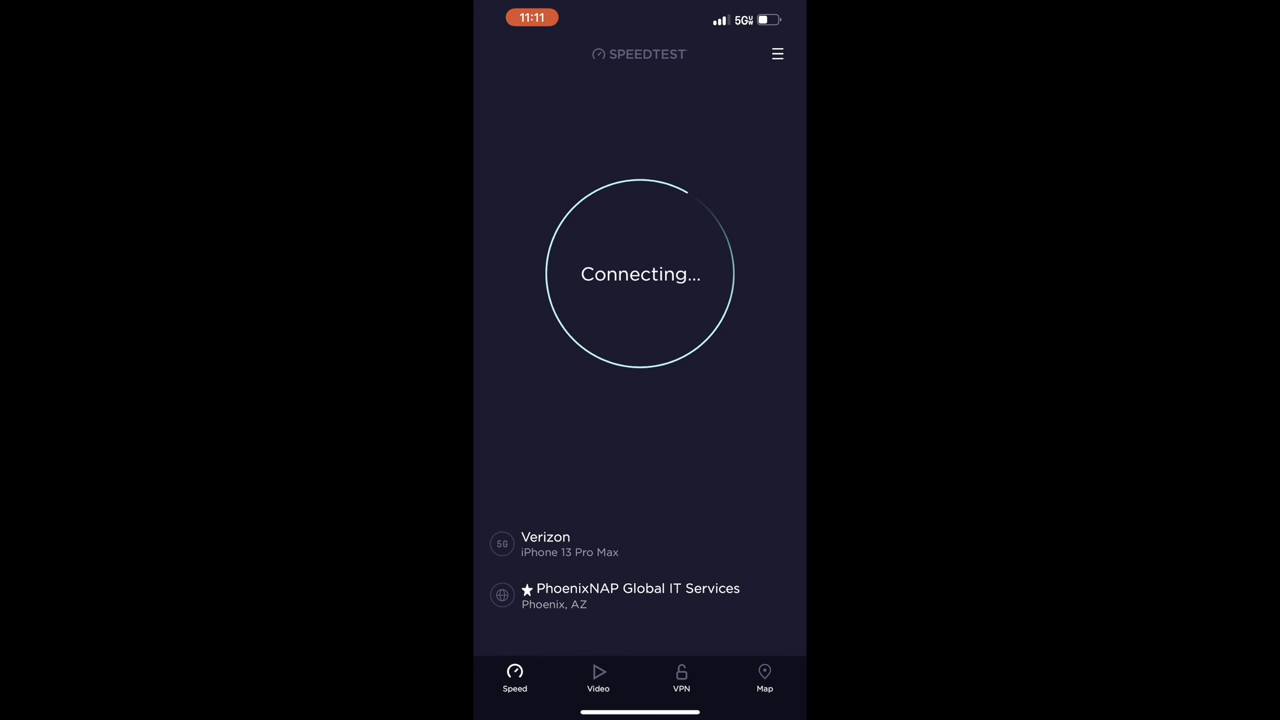 11:11
5GUW
SPEEDTEST
Connecting...
5G
Verizon
iPhone 13 Pro Max
PhoenixNAP Global IT Services
Phoenix, AZ
Speed
Video
VPN
Map